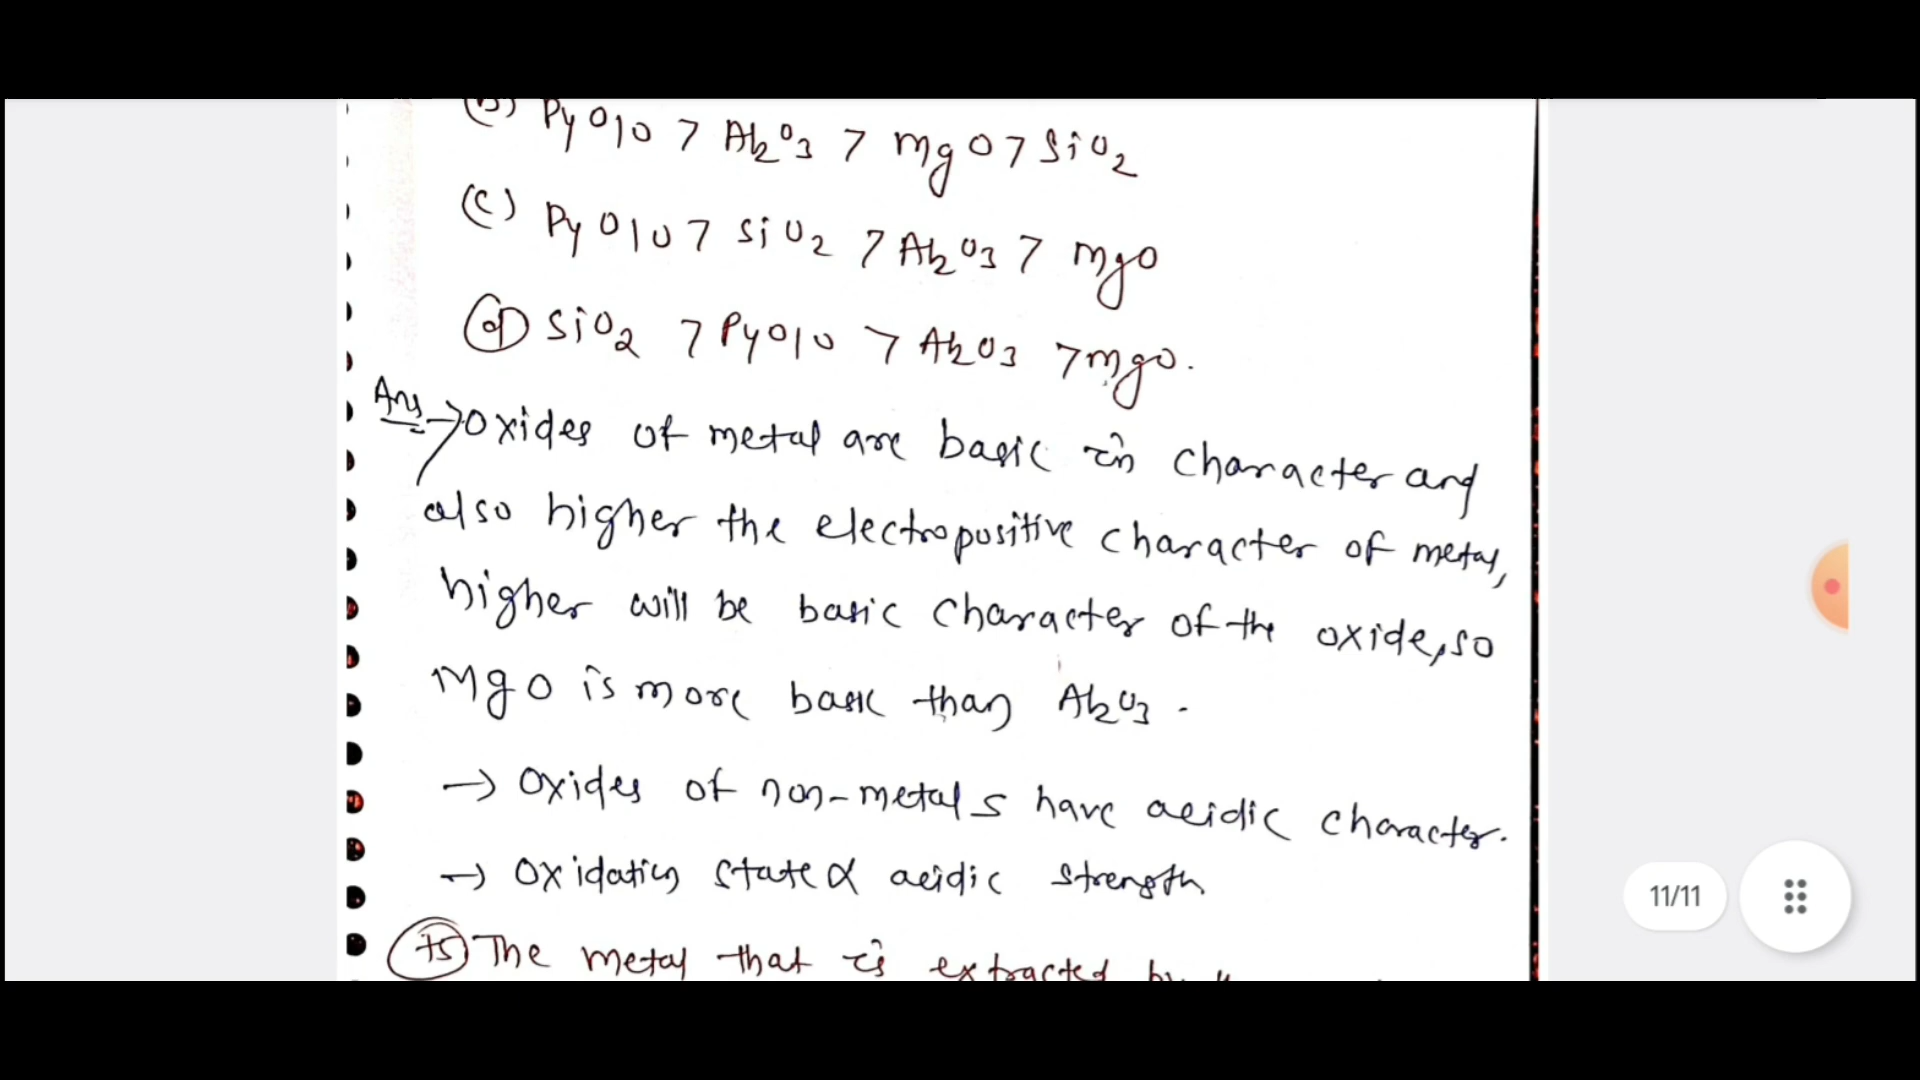 (B) P4O10 > Al2O3 > MgO > SiO2
(C) P4O10 > SiO2 > Al2O3 > MgO
(d) SiO2 > P4O10 > Al2O3 > MgO.
Ans → Oxides of metal are basic in character and
also higher the electropositive character of metal,
higher will be basic character of the oxide, so
MgO is more basic than Al2O3.
→ Oxides of non-metals have acidic character.
→ Oxidation state α acidic strength
15 The metal that is extracted by
11/11